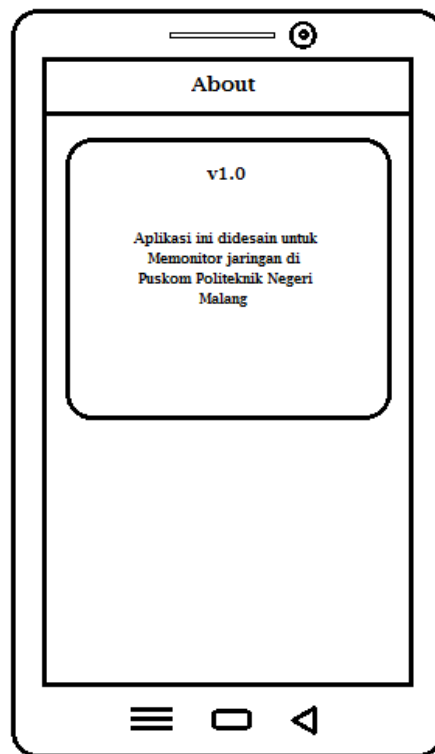 About
v1.0
Aplikasi ini didesain untuk
Memonitor jaringan di
Puskom Politeknik Negeri
Malang